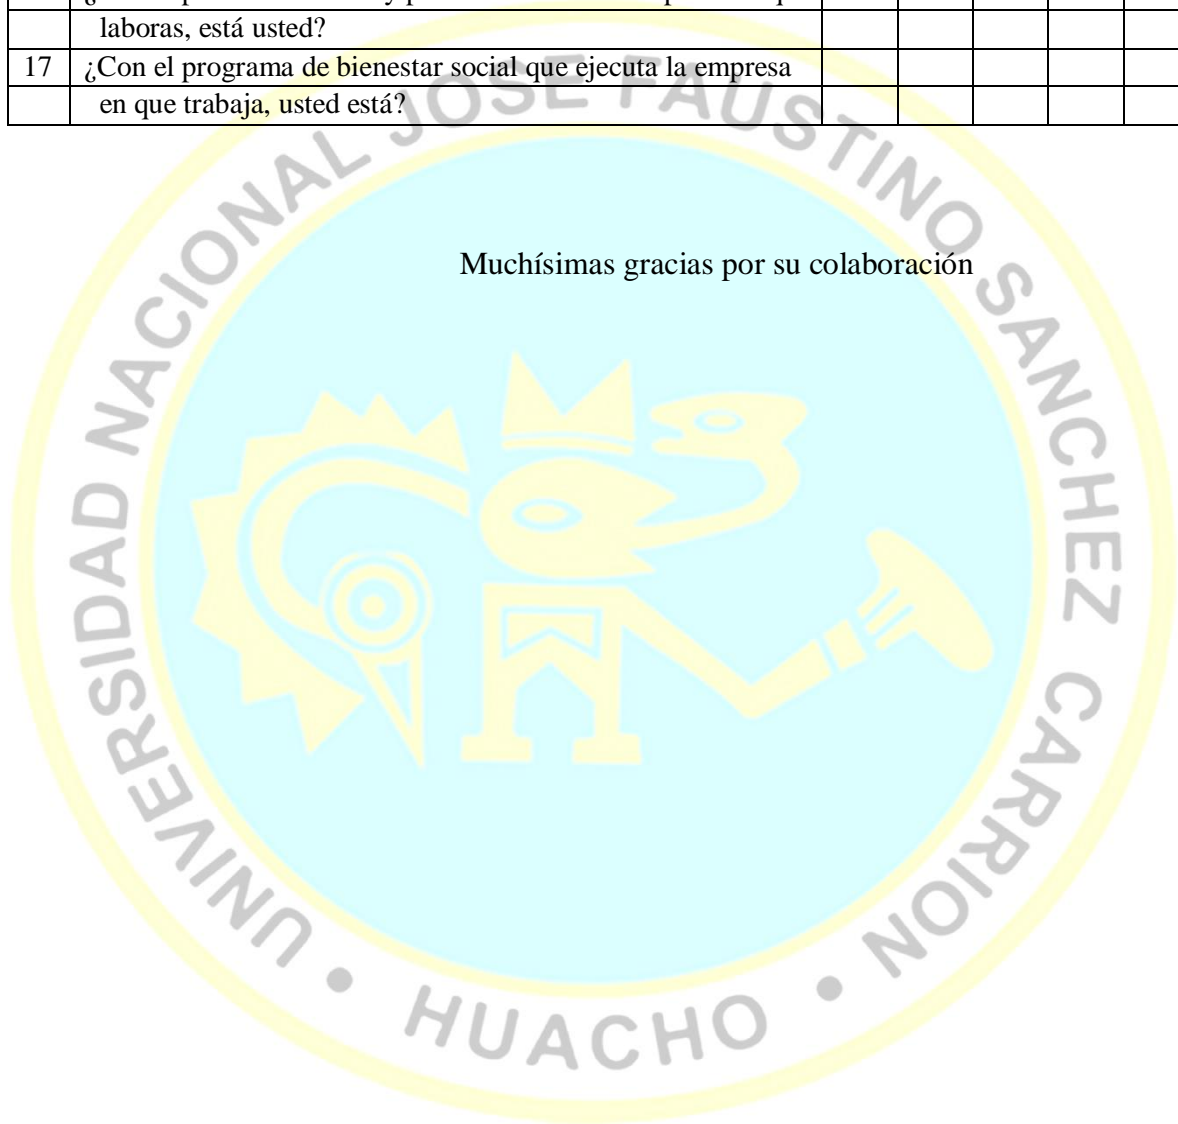 laboras, está usted?
17 ¿Con el programa de bienestar social que ejecuta la empresa
en que trabaja, usted está?
Muchísimas gracias por su colaboración
UNIVERSIDAD NACIONAL JOSE FAUSTINO SANCHEZ CARRION • HUACHO •